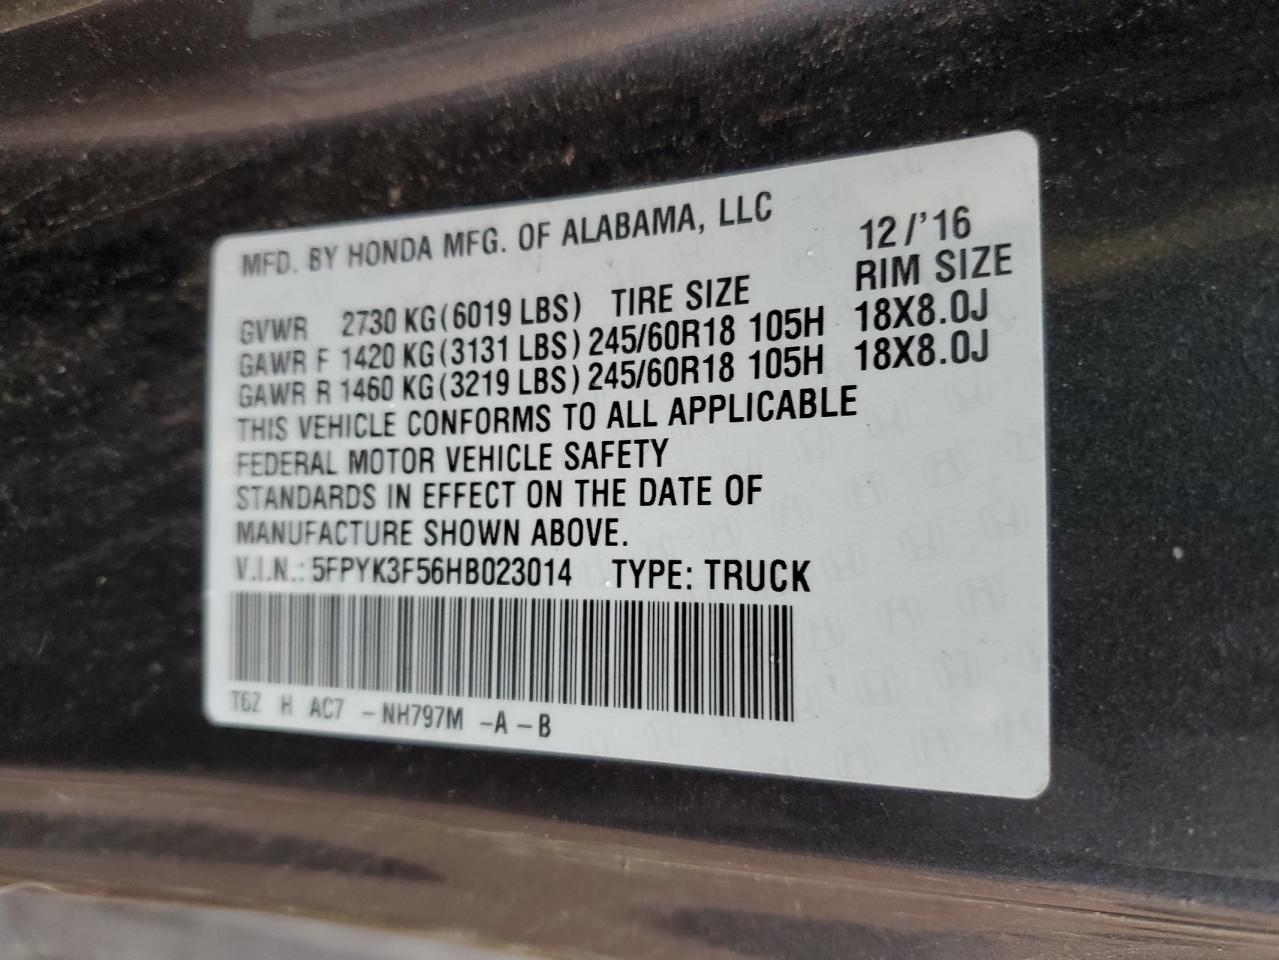 MFD. BY HONDA MFG. OF ALABAMA, LLC 12/'16
GVWR 2730 KG(6019 LBS) TIRE SIZE RIM SIZE
GAWR F 1420 KG(3131 LBS) 245/60R18 105H 18X8.0J
GAWR R 1460 KG(3219 LBS) 245/60R18 105H 18X8.0J
THIS VEHICLE CONFORMS TO ALL APPLICABLE
FEDERAL MOTOR VEHICLE SAFETY
STANDARDS IN EFFECT ON THE DATE OF
MANUFACTURE SHOWN ABOVE.
V.I.N.: 5FPYK3F56HB023014 TYPE: TRUCK
T6Z H AC7 - NH797M - A - B